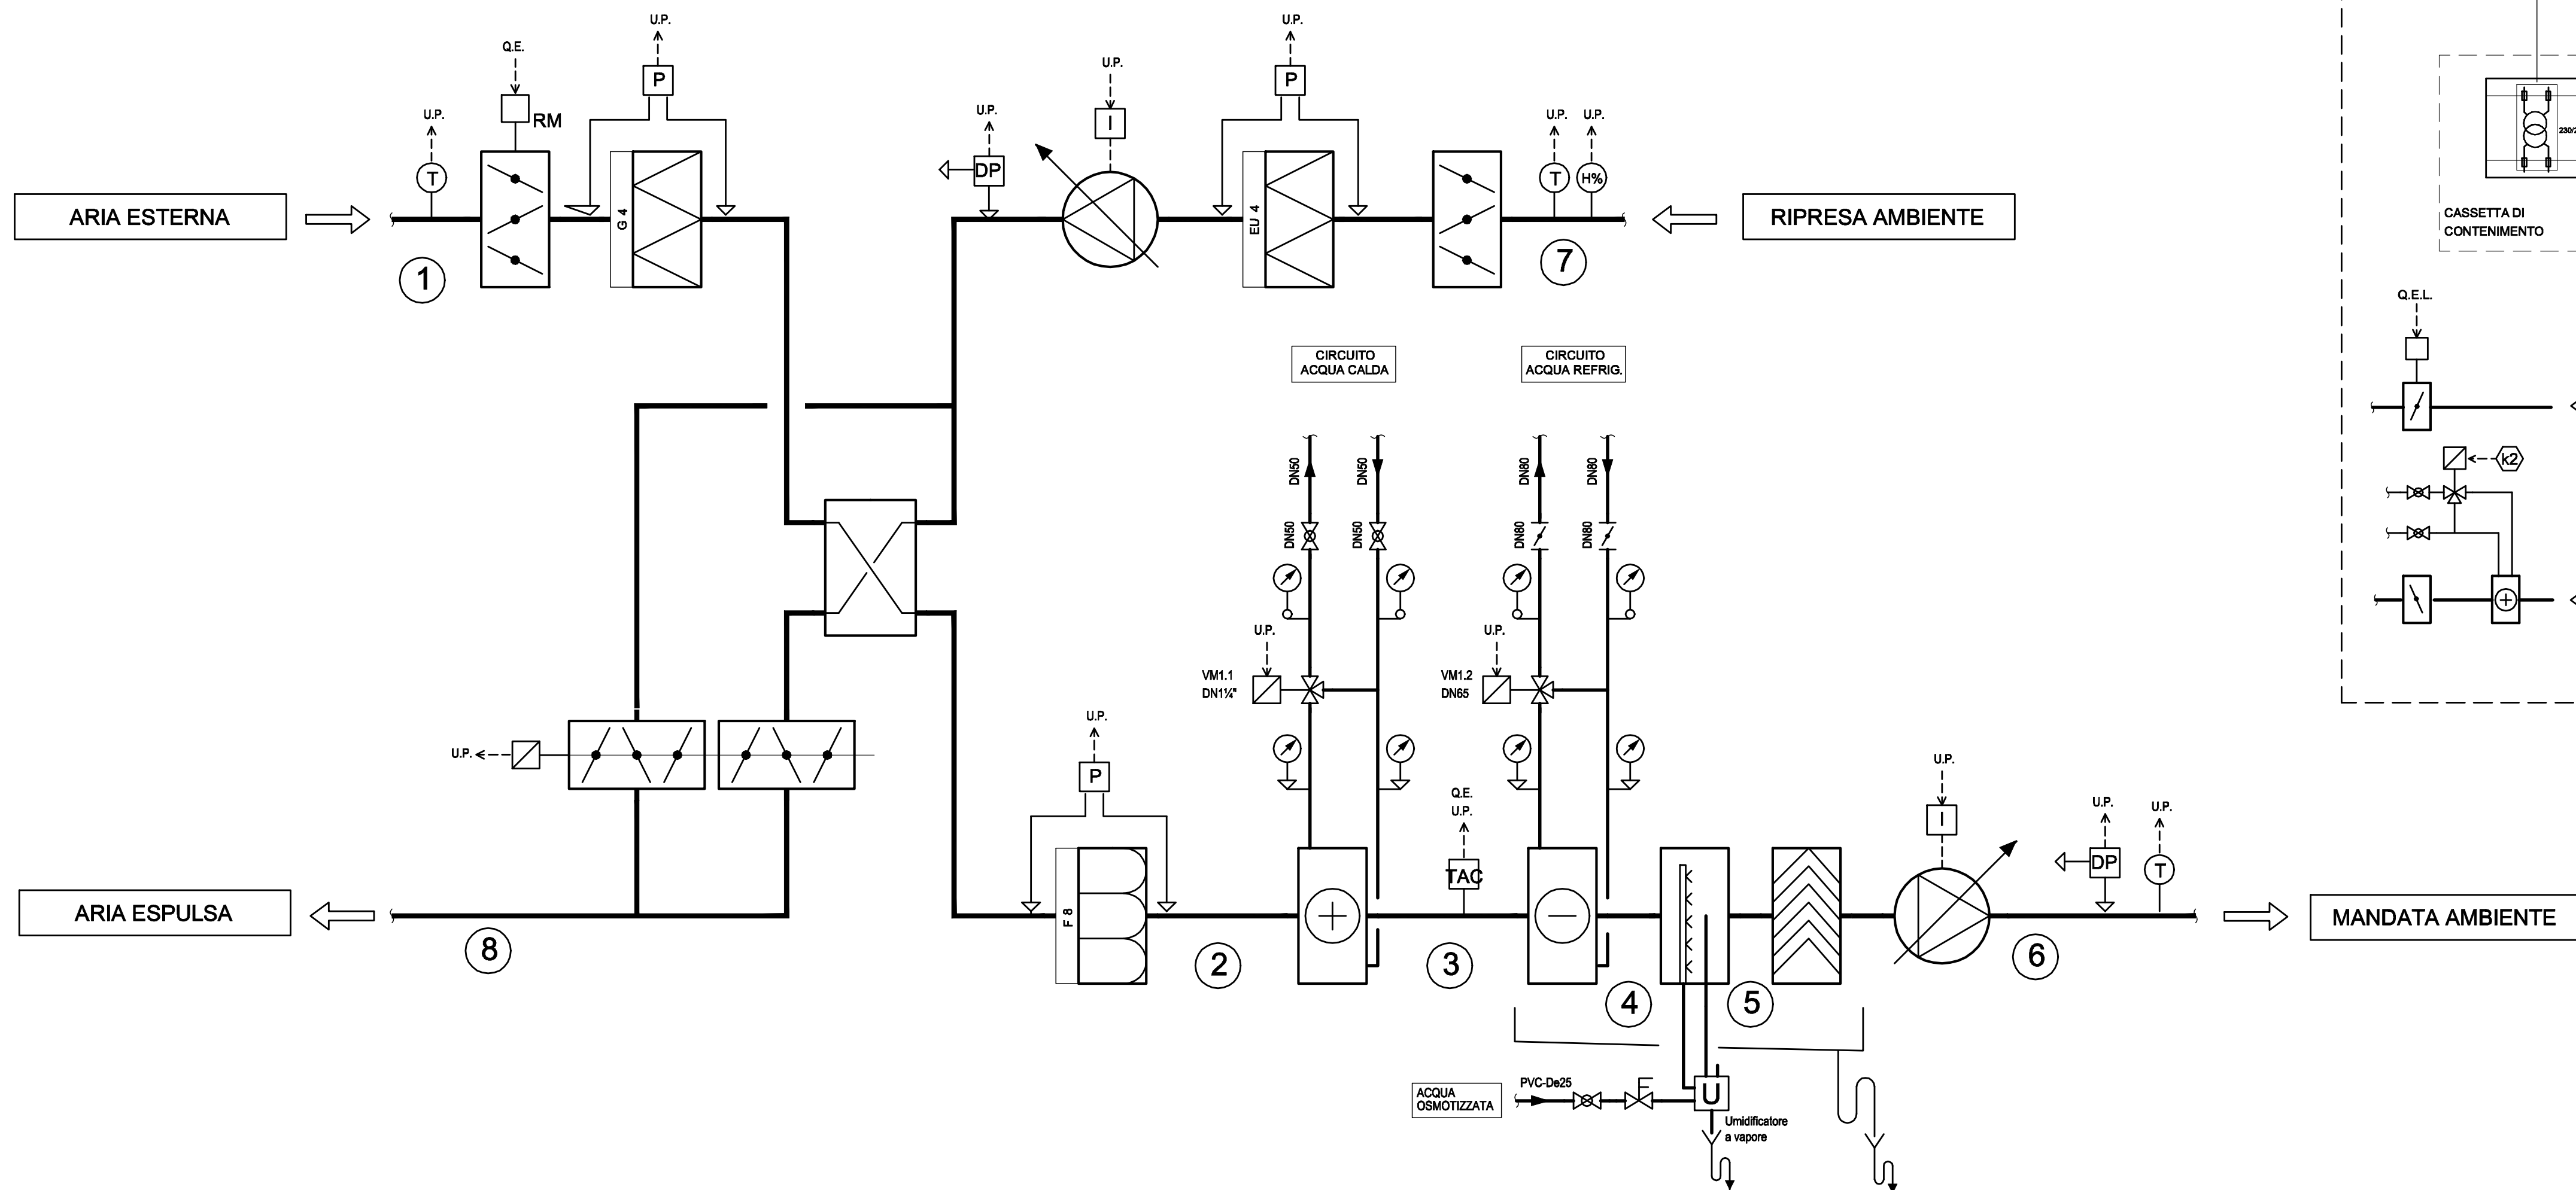 U.P.
U.P.
Q.E.
P
P
U.P.
RM
I
U.P.
U.P.
U.P.
U.P.
DP
T
T
H%
230/2
ARIA ESTERNA
G 4
EU 4
RIPRESA AMBIENTE
CASSETTA DI
CONTENIMENTO
1
7
Q.E.L.
CIRCUITO
ACQUA CALDA
CIRCUITO
ACQUA REFRIG.
DN50
DN50
DN80
DN80
k2
DN50
DN50
DN80
DN80
U.P.
U.P.
VM1.1
DN1¼"
VM1.2
DN65
U.P.
U.P.
P
Q.E.
U.P.
TAC
U.P.
I
U.P.
U.P.
DP
T
ARIA ESPULSA
F 8
MANDATA AMBIENTE
8
2
3
4
5
6
ACQUA
OSMOTIZZATA
PVC-De25
U
Umidificatore
a vapore